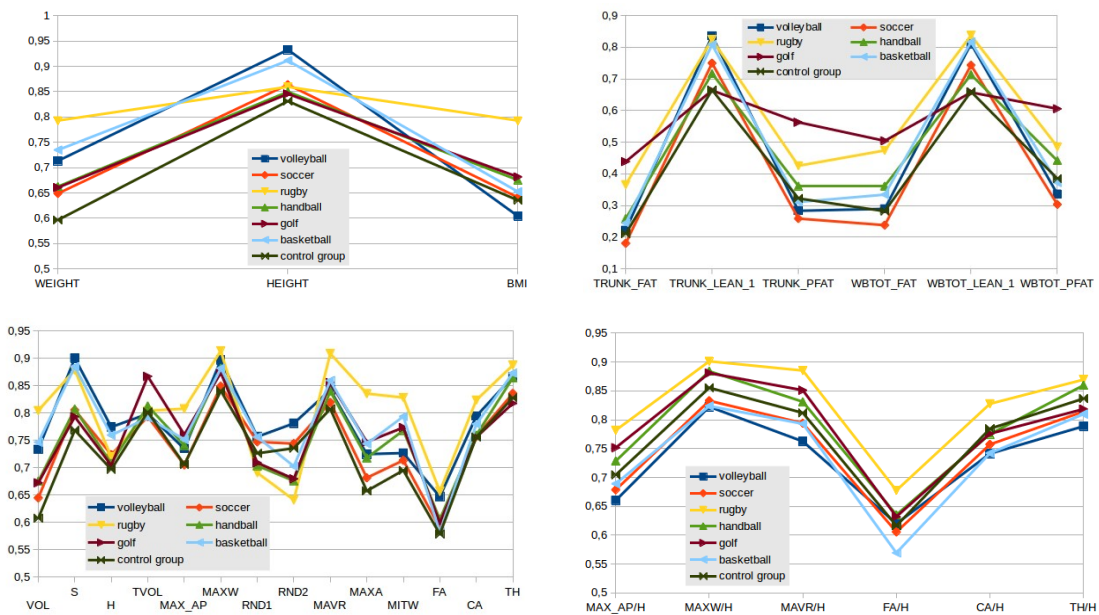 1
0,95
0,9
0,85
0,8
0,75
0,7
0,65
0,6
0,55
0,5
volleyball
soccer
rugby
handball
golf
basketball
control group
WEIGHT HEIGHT BMI
0,9
0,8
0,7
0,6
0,5
0,4
0,3
0,2
0,1
volleyball soccer
rugby handball
golf basketball
control group
TRUNK_FAT TRUNK_LEAN_1 TRUNK_PFAT WBTOT_FAT WBTOT_LEAN_1 WBTOT_PFAT
0,95
0,9
0,85
0,8
0,75
0,7
0,65
0,6
0,55
0,5
volleyball soccer
rugby handball
golf basketball
control group
S TVOL MAXW RND2 MAXA FA TH
VOL H MAX_AP RND1 MAVR MITW CA
0,95
0,9
0,85
0,8
0,75
0,7
0,65
0,6
0,55
0,5
volleyball
soccer
rugby
handball
golf
basketball
control group
MAX_AP/H MAXW/H MAVR/H FA/H CA/H TH/H